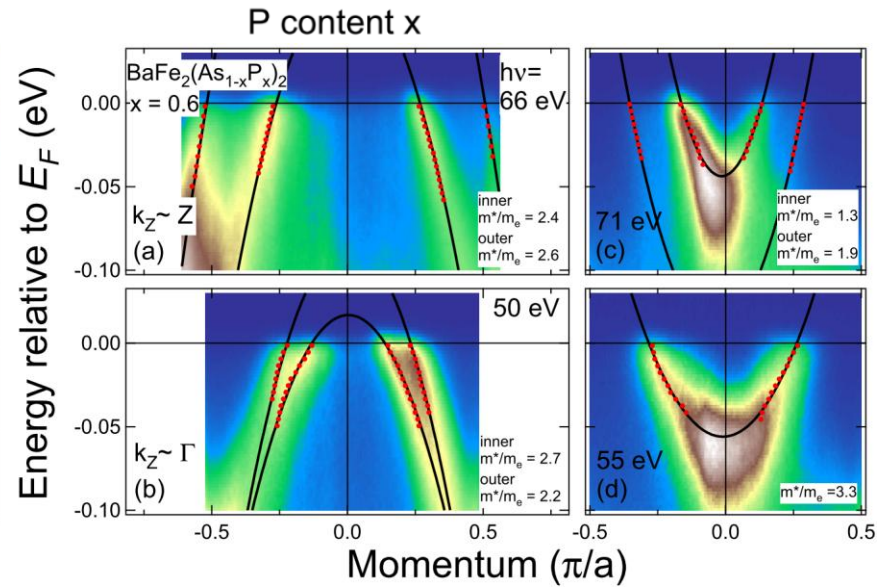 P content x
Energy relative to E_F (eV)
BaFe₂(As₁₋ₓPₓ)₂
x = 0.6
hν=
66 eV
k_Z~ Z
(a)
inner
m*/mₑ = 2.4
outer
m*/mₑ = 2.6
0.00
-0.05
-0.10
71 eV
(c)
inner
m*/mₑ = 1.3
outer
m*/mₑ = 1.9
50 eV
k_Z~ Γ
(b)
inner
m*/mₑ = 2.7
outer
m*/mₑ = 2.2
0.00
-0.05
-0.10
55 eV
(d)
m*/mₑ =3.3
-0.5
0.0
0.5
-0.5
0.0
0.5
Momentum (π/a)